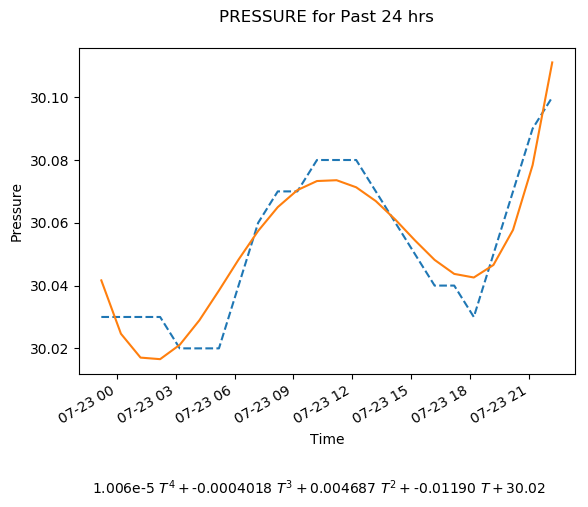 PRESSURE for Past 24 hrs
30.10
30.08
30.06
30.04
30.02
Pressure
07-23 00 07-23 03 07-23 06 07-23 09 07-23 12 07-23 15 07-23 18 07-23 21
Time
1.006e-5 T⁴ + -0.0004018 T³ + 0.004687 T² + -0.01190 T + 30.02